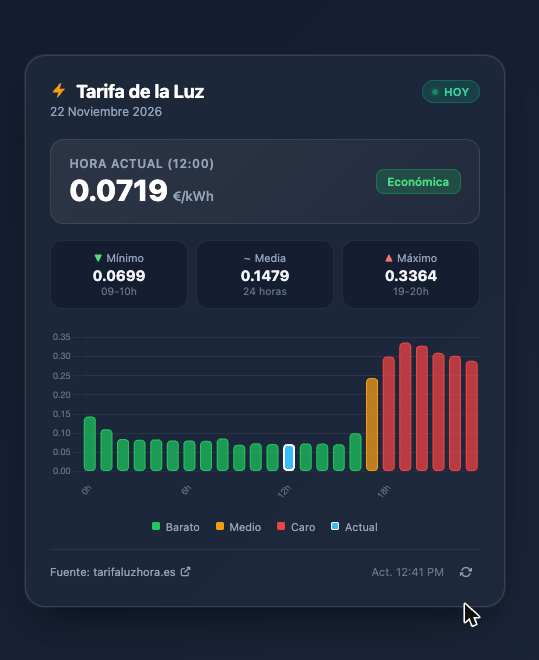 Tarifa de la Luz
HOY
22 Noviembre 2026
HORA ACTUAL (12:00)
0.0719 €/kWh
Económica
▼ Mínimo
0.0699
09-10h
~ Media
0.1479
24 horas
▲ Máximo
0.3364
19-20h
0.35
0.30
0.25
0.20
0.15
0.10
0.05
0.00
0h
6h
12h
18h
Barato
Medio
Caro
Actual
Fuente: tarifaluzhora.es
Act. 12:41 PM